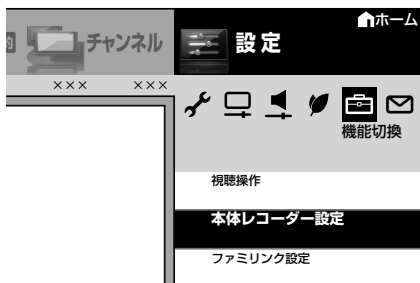 ホーム
チャンネル
設定
××× ×××
機能切換
視聴操作
本体レコーダー設定
ファミリンク設定